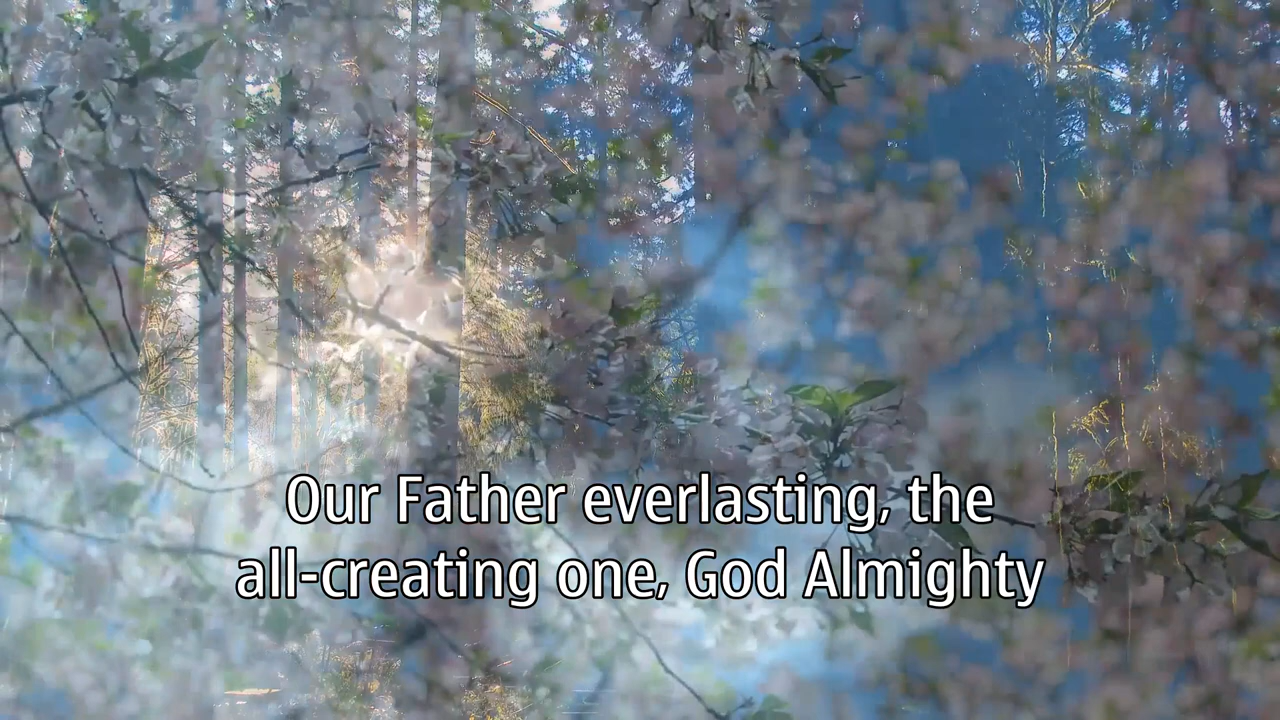 Our Father everlasting, the
all-creating one, God Almighty